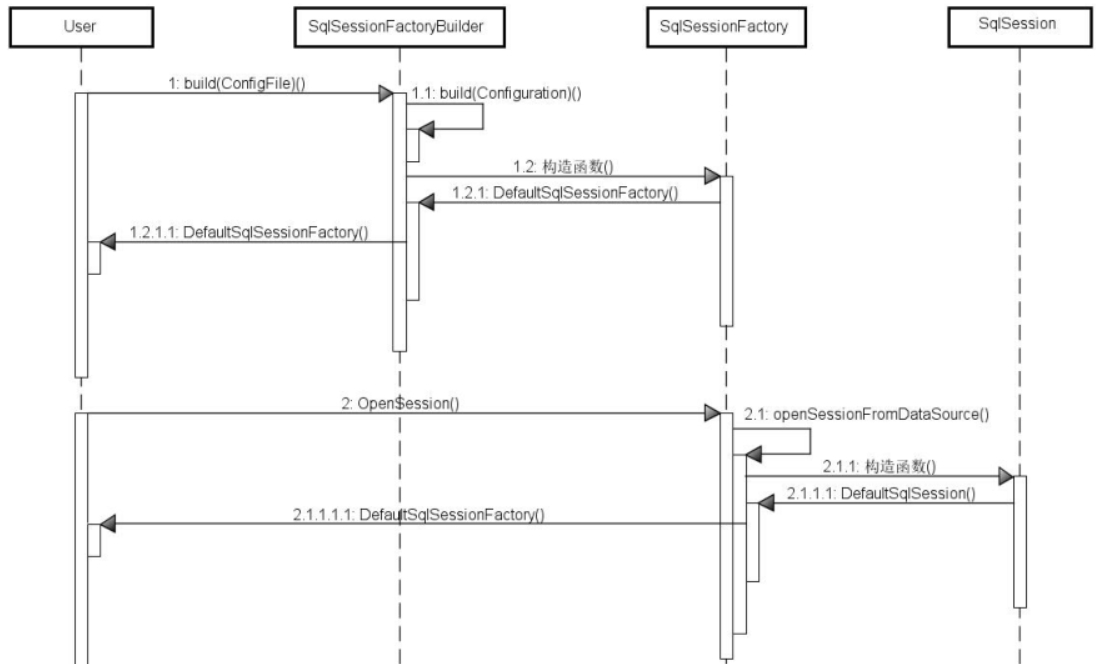 User
SqlSessionFactoryBuilder
SqlSessionFactory
SqlSession
1: build(ConfigFile)()
1.1: build(Configuration)()
1.2: 构造函数()
1.2.1: DefaultSqlSessionFactory()
1.2.1.1: DefaultSqlSessionFactory()
2: OpenSession()
2.1: openSessionFromDataSource()
2.1.1: 构造函数()
2.1.1.1: DefaultSqlSession()
2.1.1.1.1: DefaultSqlSessionFactory()